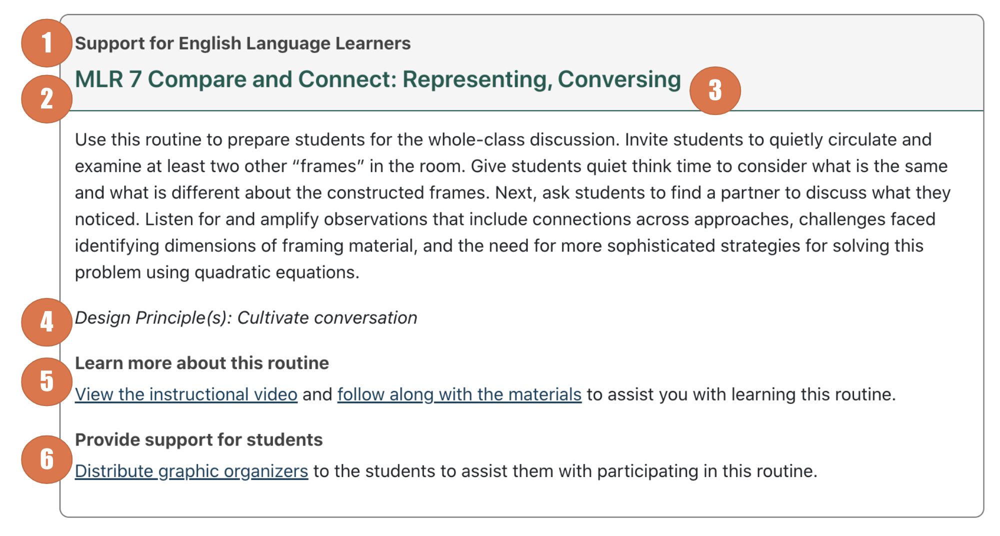 1
Support for English Language Learners
2
MLR 7 Compare and Connect: Representing, Conversing
3
Use this routine to prepare students for the whole-class discussion. Invite students to quietly circulate and
examine at least two other “frames” in the room. Give students quiet think time to consider what is the same
and what is different about the constructed frames. Next, ask students to find a partner to discuss what they
noticed. Listen for and amplify observations that include connections across approaches, challenges faced
identifying dimensions of framing material, and the need for more sophisticated strategies for solving this
problem using quadratic equations.
4
Design Principle(s): Cultivate conversation
5
Learn more about this routine
View the instructional video and follow along with the materials to assist you with learning this routine.
6
Provide support for students
Distribute graphic organizers to the students to assist them with participating in this routine.